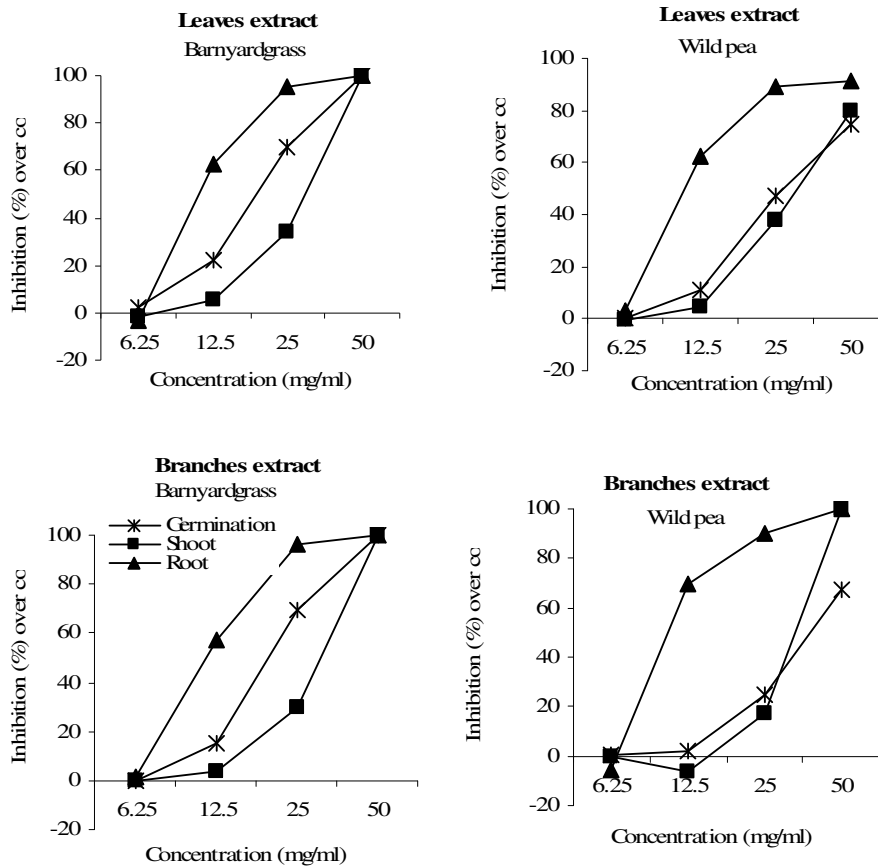 Leaves extract
Barnyardgrass
100
80
60
40
20
0
-20
Inhibition (%) over cc
6.25 12.5 25 50
Concentration (mg/ml)
Leaves extract
Wild pea
100
80
60
40
20
0
-20
Inhibition (%) over cc
6.25 12.5 25 50
Concentration (mg/ml)
Branches extract
Barnyardgrass
Germination
Shoot
Root
100
80
60
40
20
0
-20
Inhibition (%) over cc
6.25 12.5 25 50
Concentration (mg/ml)
Branches extract
Wild pea
100
80
60
40
20
0
-20
Inhibition (%) over cc
6.25 12.5 25 50
Concentration (mg/ml)